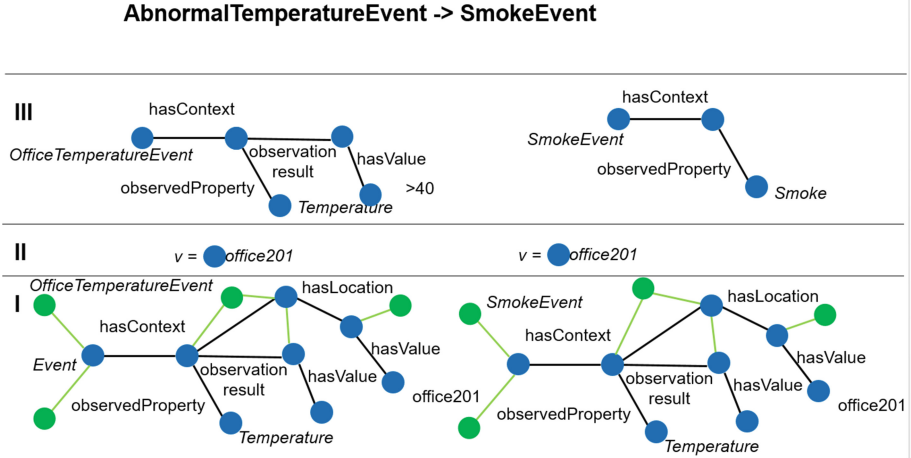 AbnormalTemperatureEvent -> SmokeEvent
III
hasContext
OfficeTemperatureEvent
observation
result
hasValue
observedProperty
>40
Temperature
hasContext
SmokeEvent
observedProperty
Smoke
II
v = office201
v = office201
I
OfficeTemperatureEvent
hasLocation
hasContext
Event
hasValue
observation
result
hasValue
observedProperty
office201
Temperature
SmokeEvent
hasLocation
hasContext
hasValue
observation
result
hasValue
observedProperty
office201
Temperature